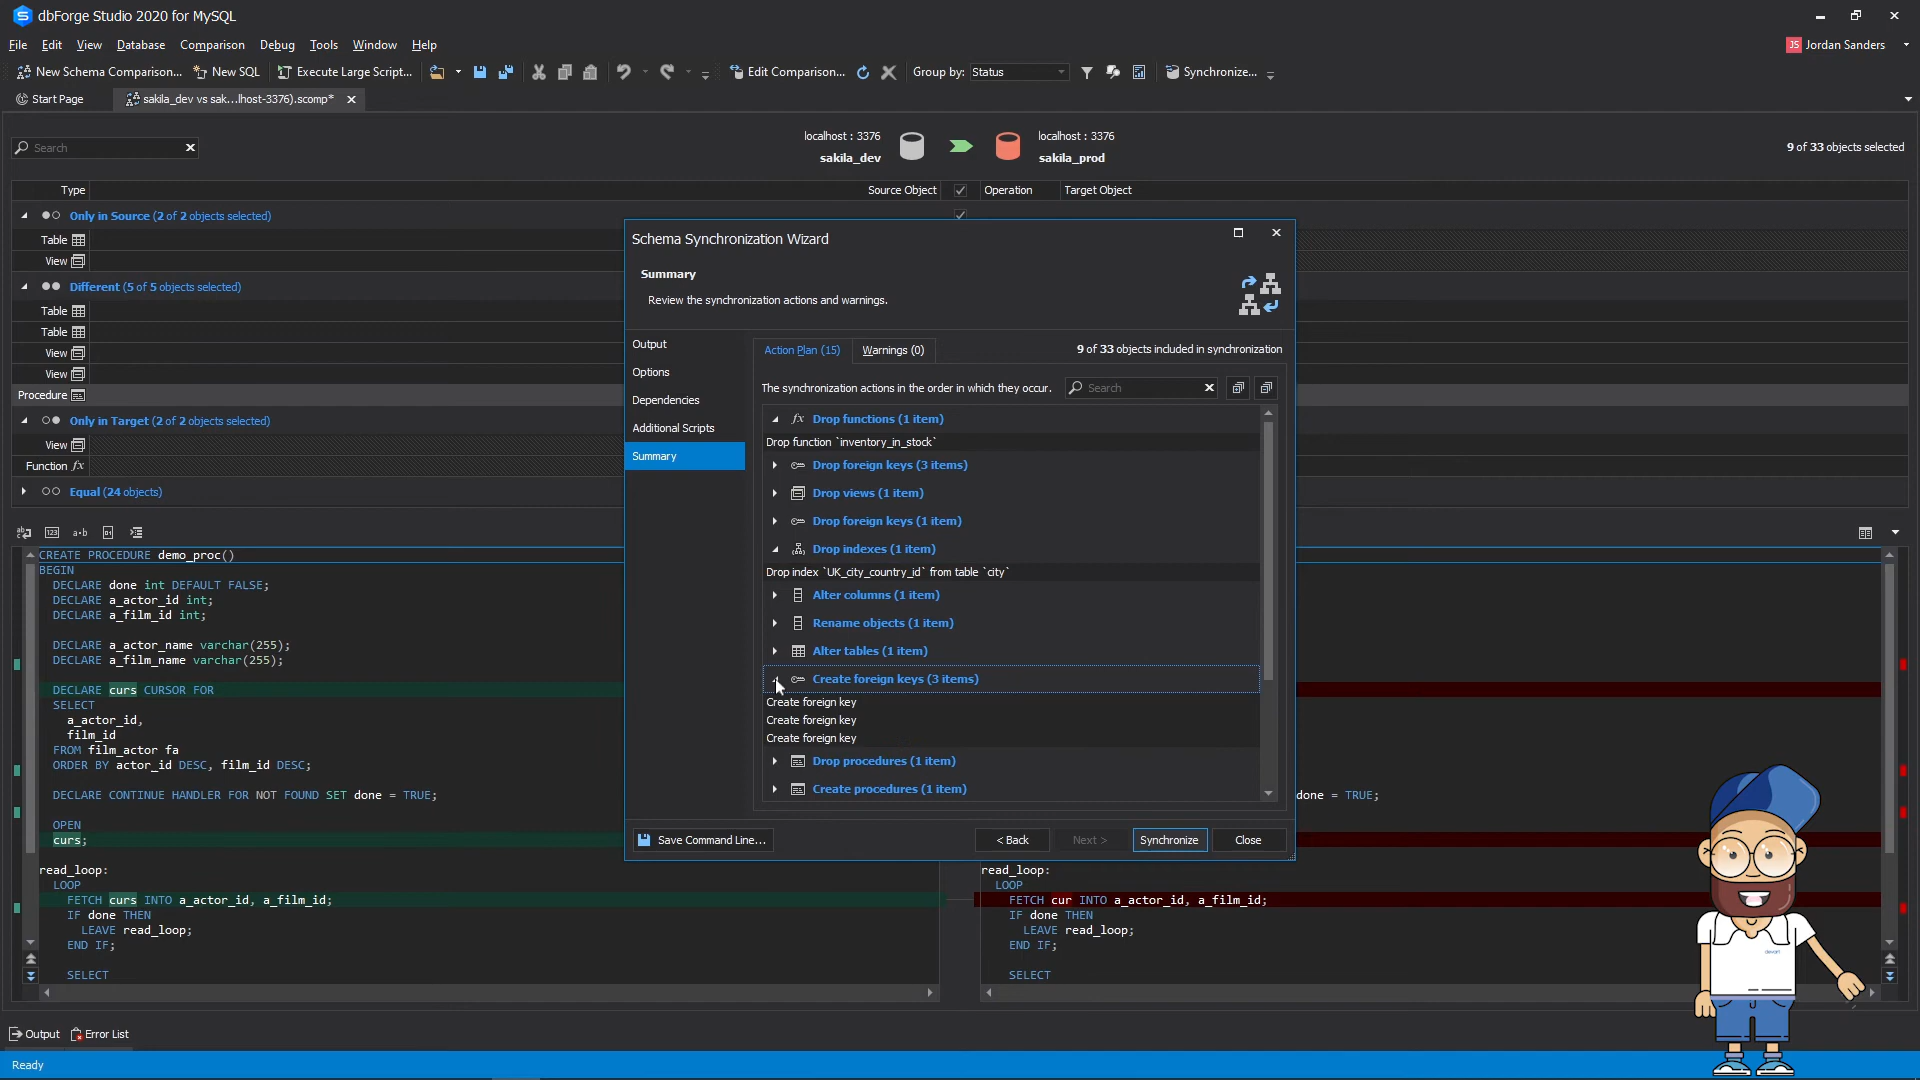 dbForge Studio 2020 for MySQL
File Edit View Database Comparison Debug Tools Window Help
JS Jordan Sanders
New Schema Comparison... New SQL Execute Large Script... Edit Comparison... Group by: Status Synchronize...
Start Page sakila_dev vs sak...lhost-3376).scomp*
Search
localhost : 3376
sakila_dev
localhost : 3376
sakila_prod
9 of 33 objects selected
Type Source Object Operation Target Object
Only in Source (2 of 2 objects selected)
Table
View
Different (5 of 5 objects selected)
Table
Table
View
View
Procedure
Only in Target (2 of 2 objects selected)
View
Function fx
Equal (24 objects)
Schema Synchronization Wizard
Summary
Review the synchronization actions and warnings.
Output
Options
Dependencies
Additional Scripts
Summary
Action Plan (15) Warnings (0) 9 of 33 objects included in synchronization
The synchronization actions in the order in which they occur. Search
fx Drop functions (1 item)
Drop function `inventory_in_stock`
Drop foreign keys (3 items)
Drop views (1 item)
Drop foreign keys (1 item)
Drop indexes (1 item)
Drop index `UK_city_country_id` from table `city`
Alter columns (1 item)
Rename objects (1 item)
Alter tables (1 item)
Create foreign keys (3 items)
Create foreign key
Create foreign key
Create foreign key
Drop procedures (1 item)
Create procedures (1 item)
Save Command Line... < Back Next > Synchronize Close
CREATE PROCEDURE demo_proc()
BEGIN
DECLARE done int DEFAULT FALSE;
DECLARE a_actor_id int;
DECLARE a_film_id int;
DECLARE a_actor_name varchar(255);
DECLARE a_film_name varchar(255);
DECLARE curs CURSOR FOR
SELECT
a_actor_id,
film_id
FROM film_actor fa
ORDER BY actor_id DESC, film_id DESC;
DECLARE CONTINUE HANDLER FOR NOT FOUND SET done = TRUE;
OPEN
curs;
read_loop:
LOOP
FETCH curs INTO a_actor_id, a_film_id;
IF done THEN
LEAVE read_loop;
END IF;
SELECT
done = TRUE;
read_loop:
LOOP
FETCH cur INTO a_actor_id, a_film_id;
IF done THEN
LEAVE read_loop;
END IF;
SELECT
devart
Output Error List
Ready